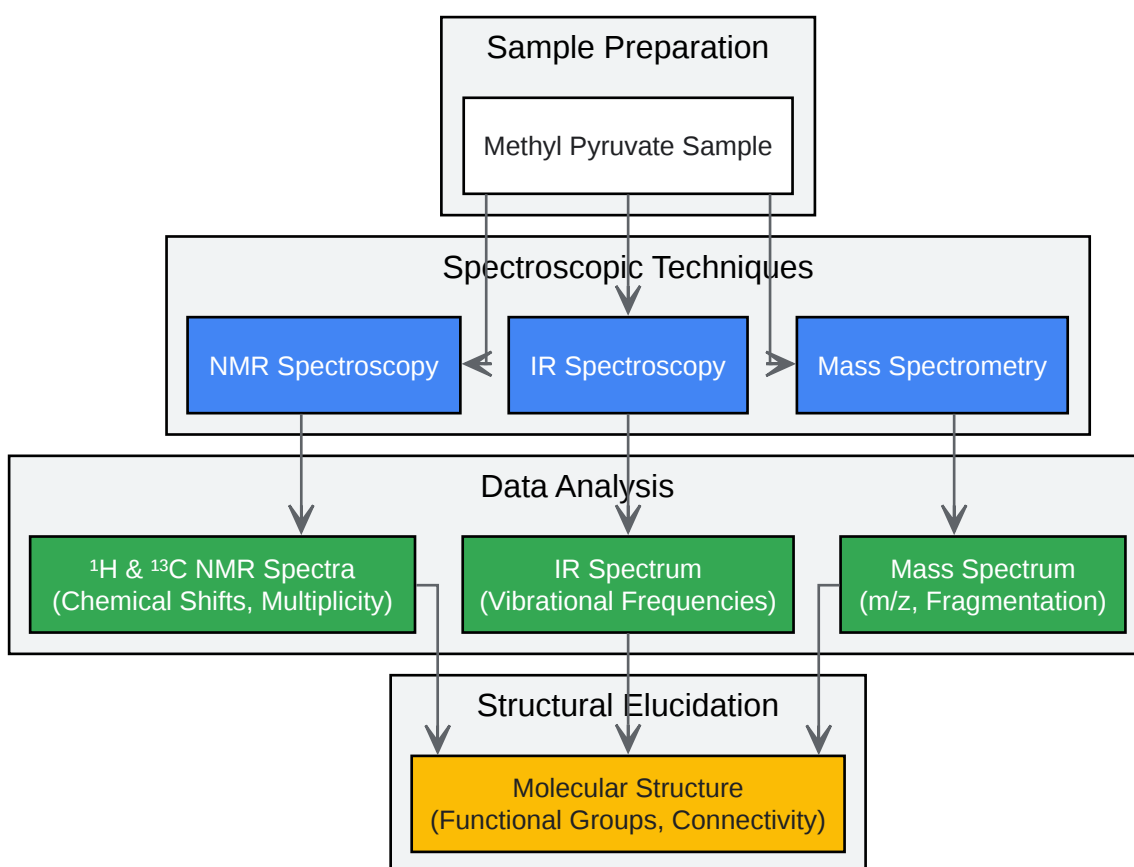 Sample Preparation
Methyl Pyruvate Sample
Spectroscopic Techniques
NMR Spectroscopy
IR Spectroscopy
Mass Spectrometry
Data Analysis
¹H & ¹³C NMR Spectra
(Chemical Shifts, Multiplicity)
IR Spectrum
(Vibrational Frequencies)
Mass Spectrum
(m/z, Fragmentation)
Structural Elucidation
Molecular Structure
(Functional Groups, Connectivity)